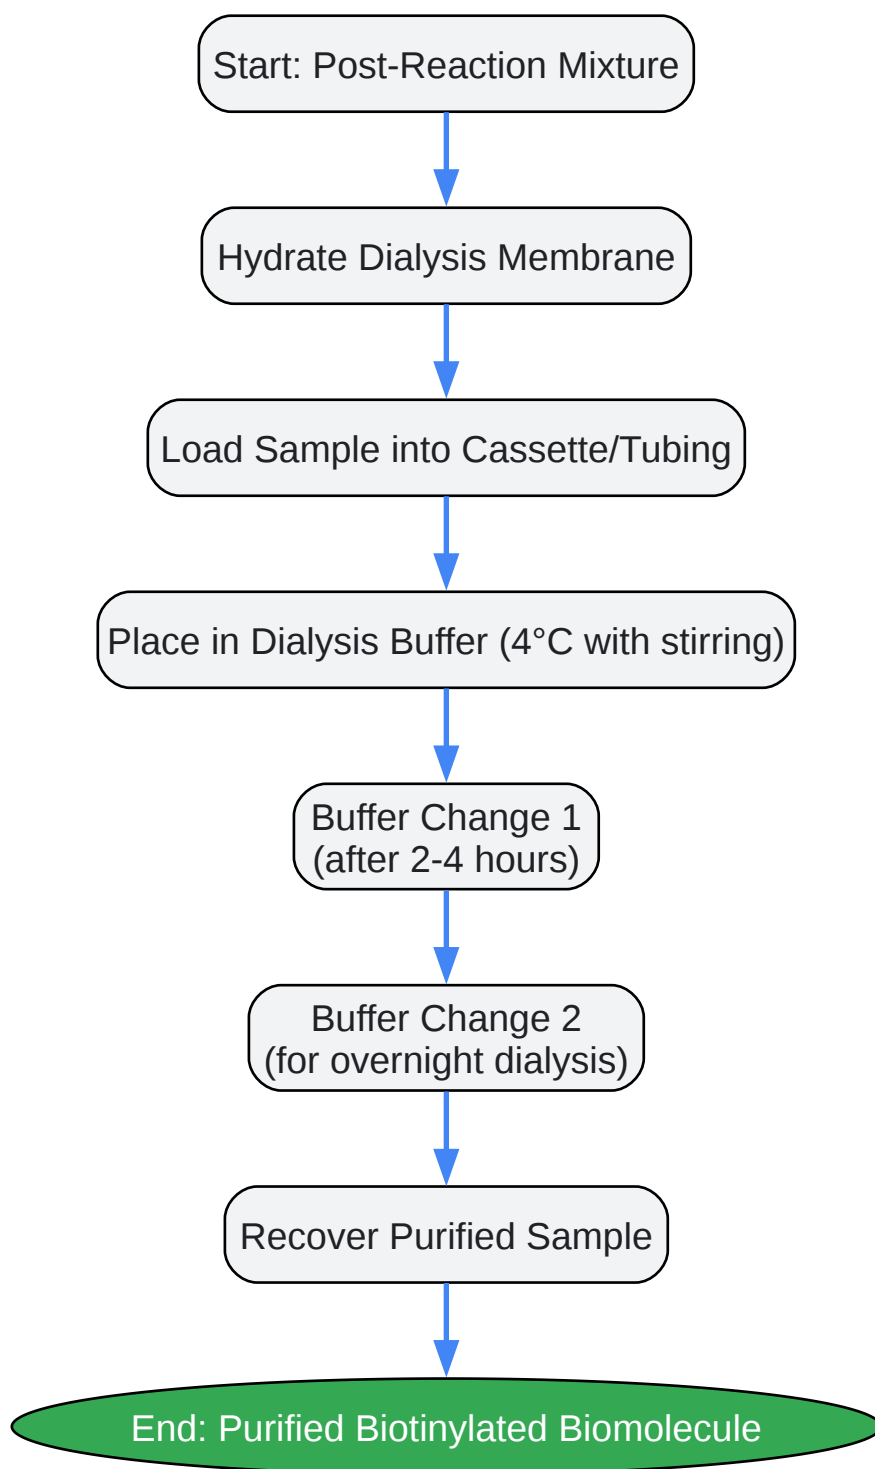 Start: Post-Reaction Mixture
Hydrate Dialysis Membrane
Load Sample into Cassette/Tubing
Place in Dialysis Buffer (4°C with stirring)
Buffer Change 1
(after 2-4 hours)
Buffer Change 2
(for overnight dialysis)
Recover Purified Sample
End: Purified Biotinylated Biomolecule